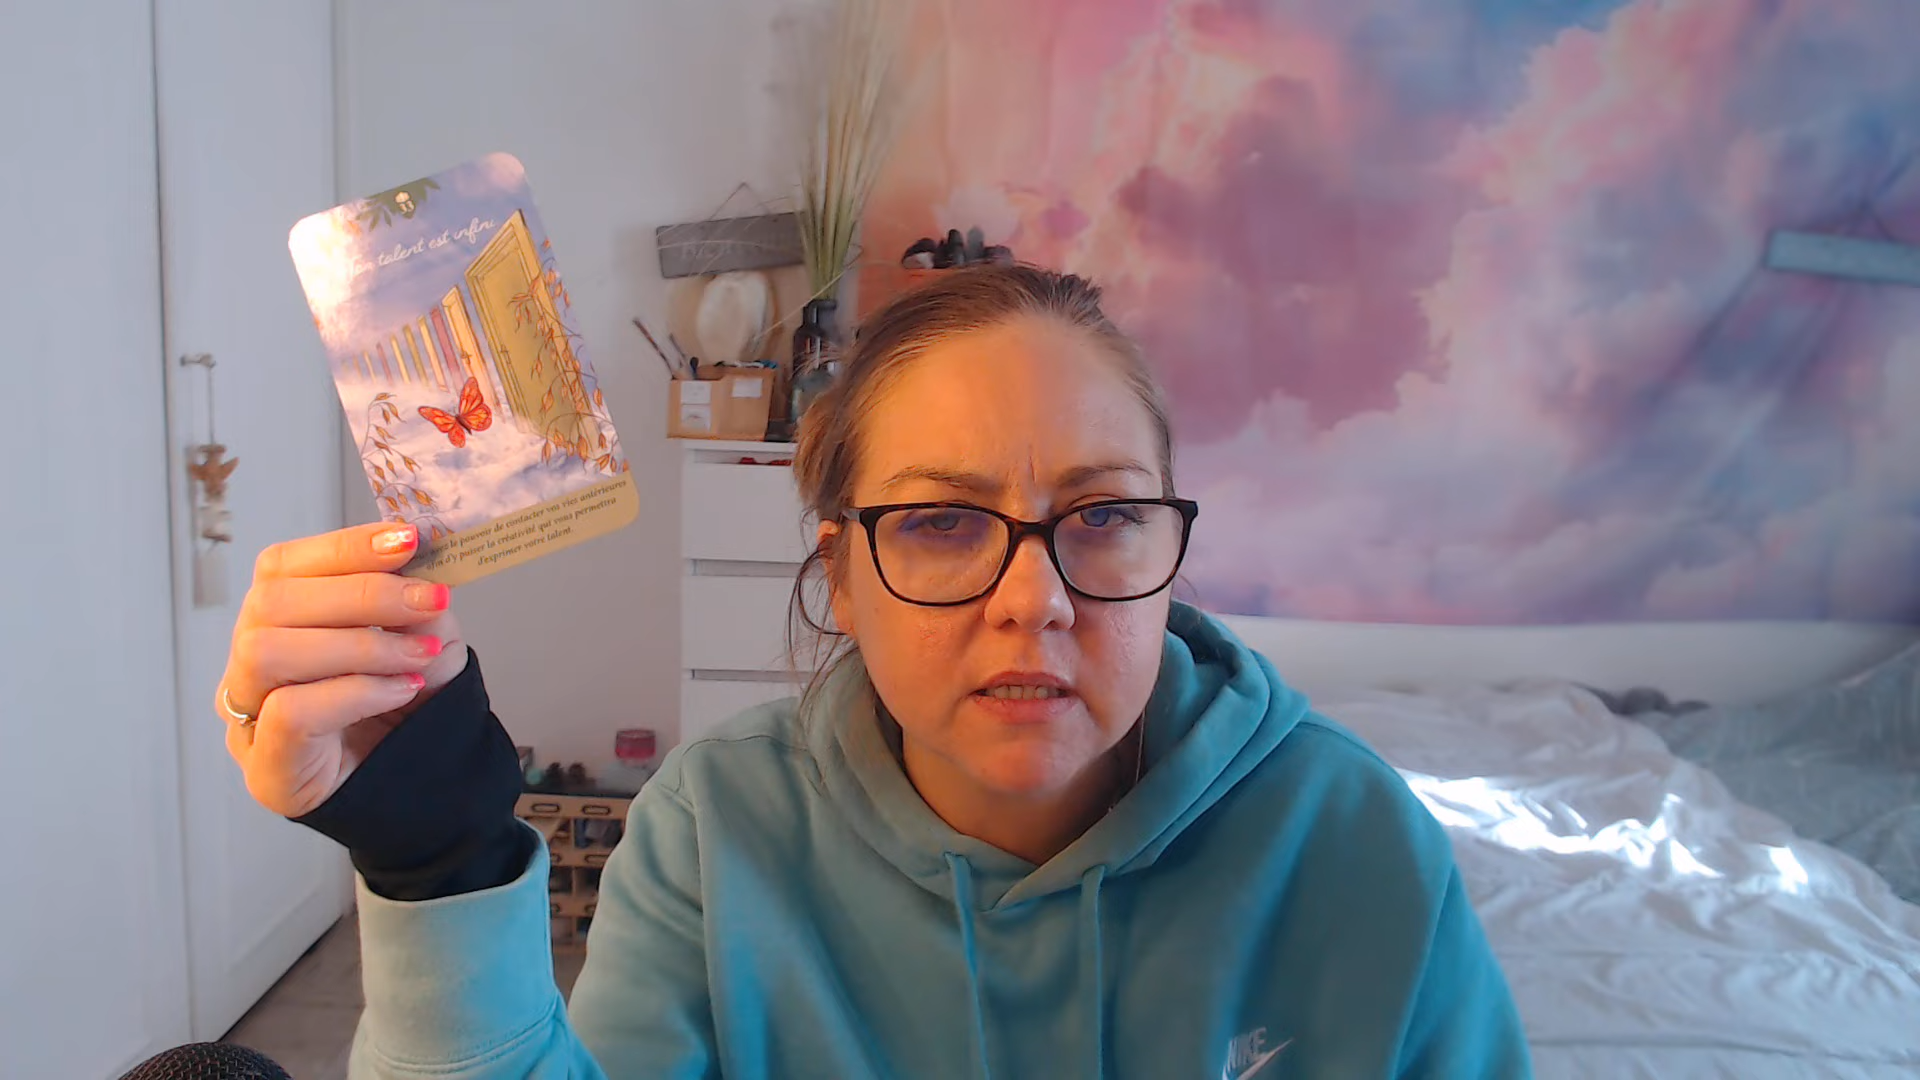 33
talent est infini
le pouvoir de contacter vos vies antérieures
afin d'y puiser la créativité qui vous permettra
d'exprimer votre talent.
NIKE